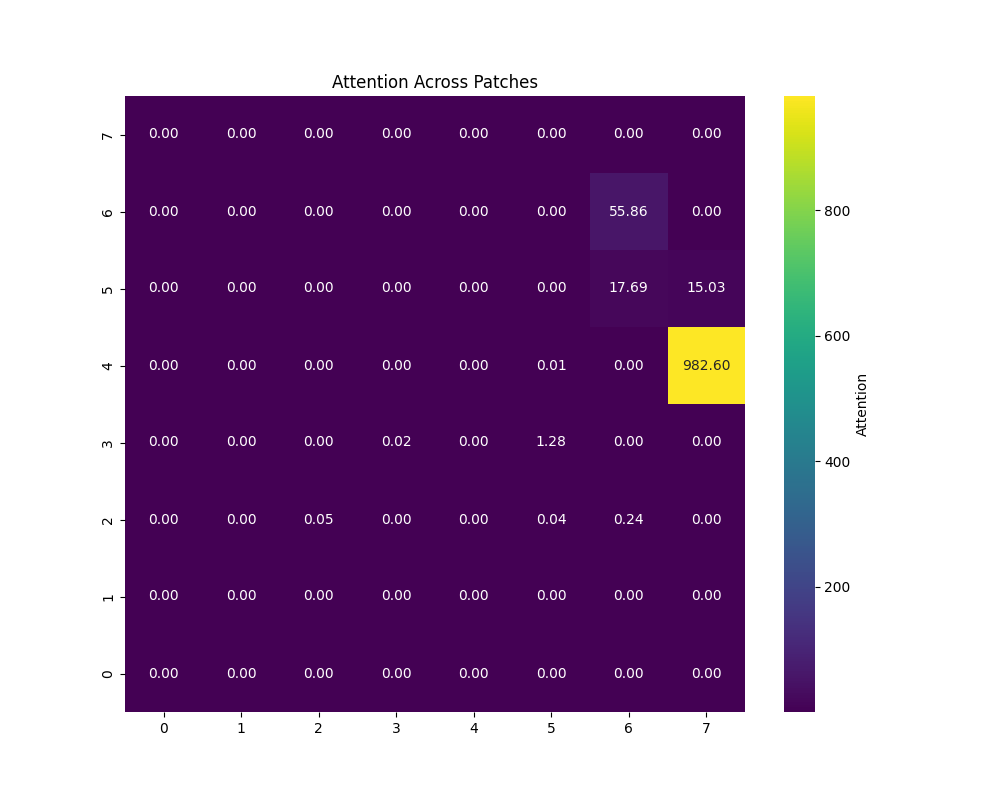 Attention Across Patches
7 0.00 0.00 0.00 0.00 0.00 0.00 0.00 0.00
6 0.00 0.00 0.00 0.00 0.00 0.00 55.86 0.00
800
5 0.00 0.00 0.00 0.00 0.00 0.00 17.69 15.03
600
4 0.00 0.00 0.00 0.00 0.00 0.01 0.00 982.60
Attention
3 0.00 0.00 0.00 0.02 0.00 1.28 0.00 0.00
400
2 0.00 0.00 0.05 0.00 0.00 0.04 0.24 0.00
200
1 0.00 0.00 0.00 0.00 0.00 0.00 0.00 0.00
0 0.00 0.00 0.00 0.00 0.00 0.00 0.00 0.00
0 1 2 3 4 5 6 7